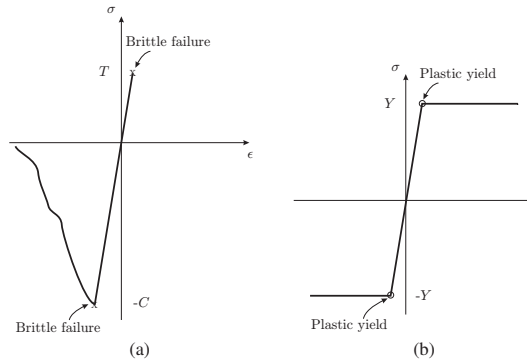 σ
Brittle failure
T
ϵ
-C
Brittle failure
(a)
σ
Plastic yield
Y
-Y
Plastic yield
(b)